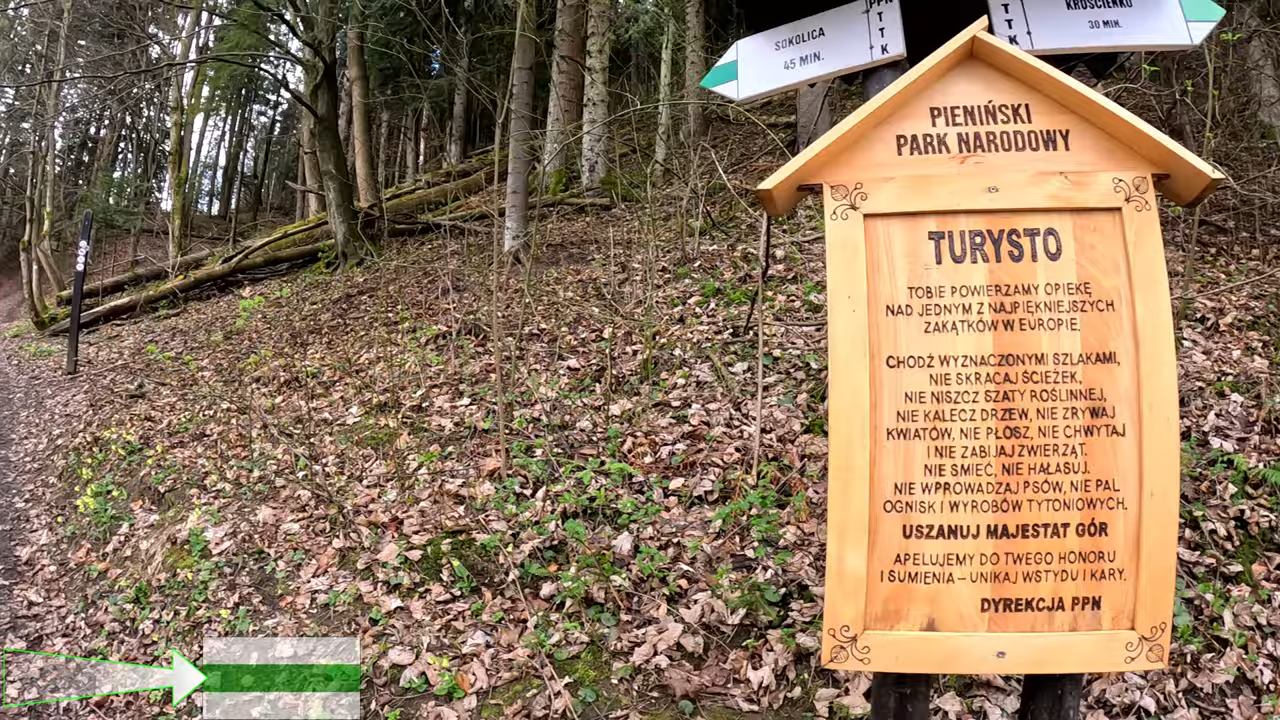 SOKOLICA
45 MIN.
PPN
T
T
K
T
T
K
KROŚCIENKO
30 MIN.
PIENIŃSKI
PARK NARODOWY
TURYSTO
TOBIE POWIERZAMY OPIEKĘ
NAD JEDNYM Z NAJPIĘKNIEJSZYCH
ZAKĄTKÓW W EUROPIE.
CHODŹ WYZNACZONYMI SZLAKAMI,
NIE SKRACAJ ŚCIEŻEK,
NIE NISZCZ SZATY ROŚLINNEJ,
NIE KALECZ DRZEW, NIE ZRYWAJ
KWIATÓW, NIE PŁOSZ, NIE CHWYTAJ
I NIE ZABIJAJ ZWIERZĄT.
NIE ŚMIEĆ, NIE HAŁASUJ.
NIE WPROWADZAJ PSÓW, NIE PAL
OGNISK I WYROBÓW TYTONIOWYCH.
USZANUJ MAJESTAT GÓR
APELUJEMY DO TWEGO HONORU
I SUMIENIA – UNIKAJ WSTYDU I KARY.
DYREKCJA PPN